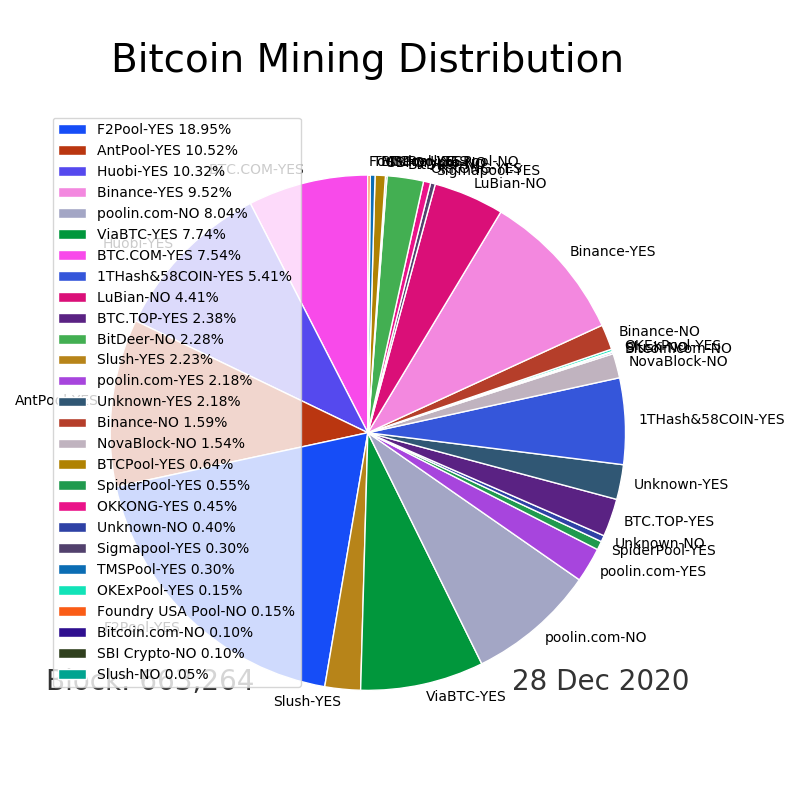 Bitcoin Mining Distribution
F2Pool-YES 18.95%
AntPool-YES 10.52%
Huobi-YES 10.32%
Binance-YES 9.52%
poolin.com-NO 8.04%
ViaBTC-YES 7.74%
BTC.COM-YES 7.54%
1THash&58COIN-YES 5.41%
LuBian-NO 4.41%
BTC.TOP-YES 2.38%
BitDeer-NO 2.28%
Slush-YES 2.23%
poolin.com-YES 2.18%
Unknown-YES 2.18%
Binance-NO 1.59%
NovaBlock-NO 1.54%
BTCPool-YES 0.64%
SpiderPool-YES 0.55%
OKKONG-YES 0.45%
Unknown-NO 0.40%
Sigmapool-YES 0.30%
TMSPool-YES 0.30%
OKExPool-YES 0.15%
Foundry USA Pool-NO 0.15%
Bitcoin.com-NO 0.10%
SBI Crypto-NO 0.10%
Slush-NO 0.05%
BTC.COM-YES
Huobi-YES
AntPool-YES
F2Pool-YES
Slush-YES
ViaBTC-YES
poolin.com-NO
poolin.com-YES
SpiderPool-YES
Unknown-NO
BTC.TOP-YES
Unknown-YES
1THash&58COIN-YES
NovaBlock-NO
OKExPool-YES
Binance-NO
Binance-YES
LuBian-NO
Sigmapool-YES
Block: 663,264
28 Dec 2020